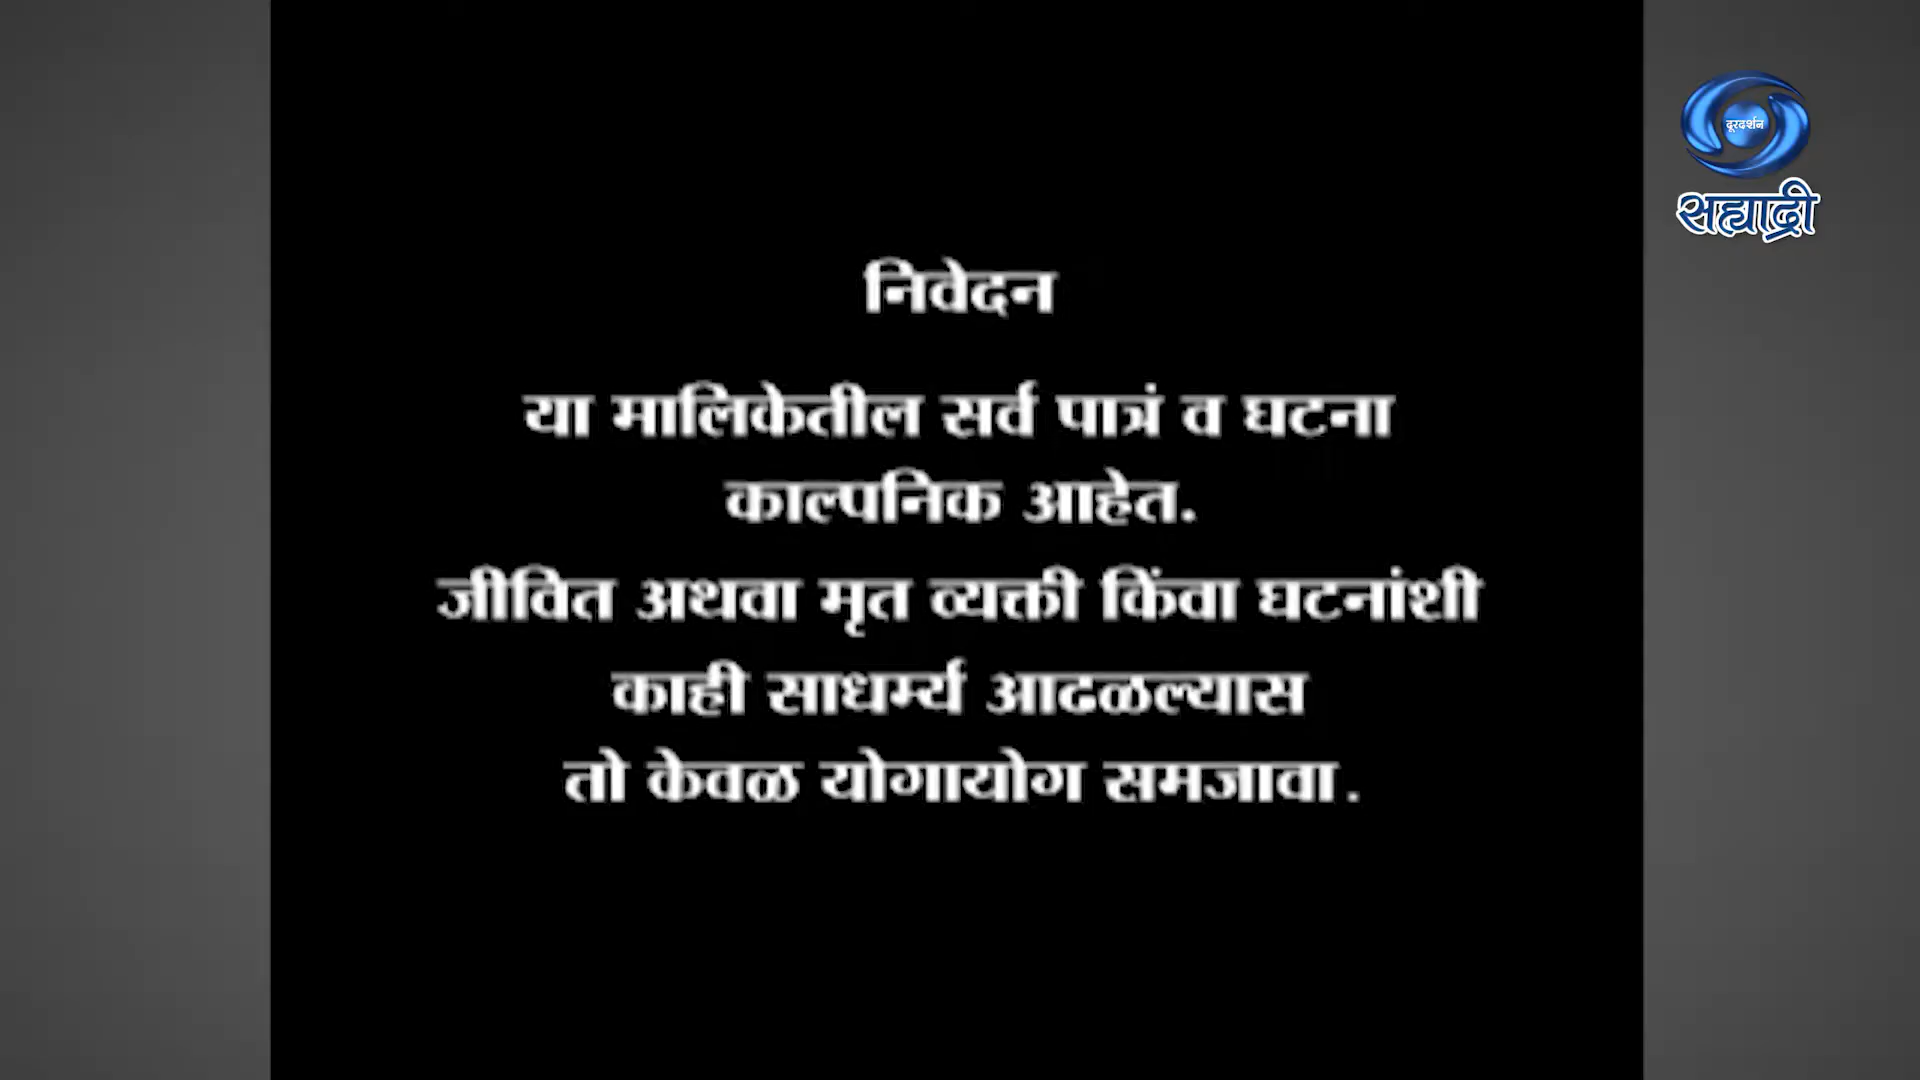 दूरदर्शन
सह्याद्री
निवेदन
या मालिकेतील सर्व पात्रं व घटना
काल्पनिक आहेत.
जीवित अथवा मृत व्यक्ती किंवा घटनांशी
काही साधर्म्य आढळल्यास
तो केवळ योगायोग समजावा.